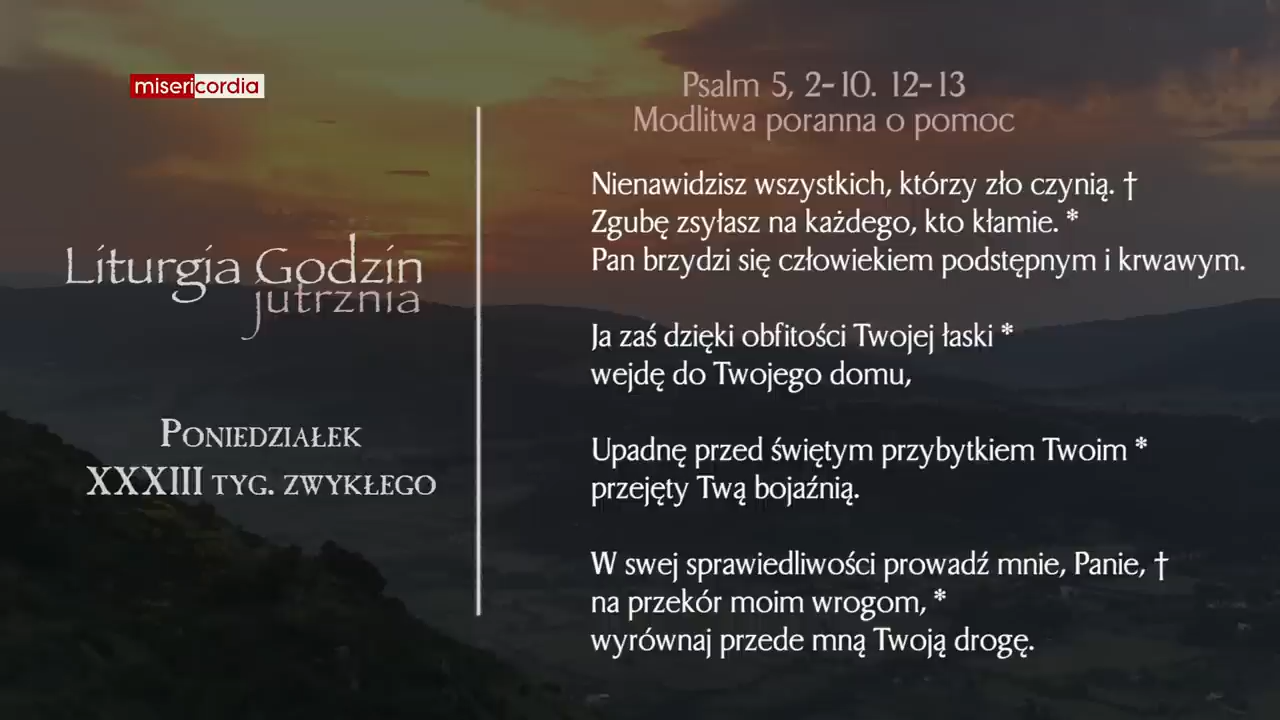 misericordia
Liturgia Godzin
jutrznia
Poniedziałek
XXXIII tyg. zwykłego
Psalm 5, 2-10. 12-13
Modlitwa poranna o pomoc
Nienawidzisz wszystkich, którzy zło czynią. †
Zgubę zsyłasz na każdego, kto kłamie. *
Pan brzydzi się człowiekiem podstępnym i krwawym.
Ja zaś dzięki obfitości Twojej łaski *
wejdę do Twojego domu,
Upadnę przed świętym przybytkiem Twoim *
przejęty Twą bojaźnią.
W swej sprawiedliwości prowadź mnie, Panie, †
na przekór moim wrogom, *
wyrównaj przede mną Twoją drogę.